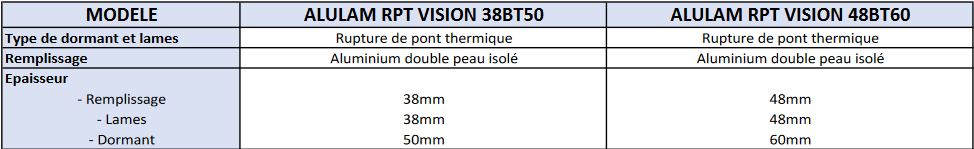 MODELE ALULAM RPT VISION 38BT50 ALULAM RPT VISION 48BT60
Type de dormant et lames Rupture de pont thermique Rupture de pont thermique
Remplissage Aluminium double peau isolé Aluminium double peau isolé
Epaisseur
- Remplissage 38mm 48mm
- Lames 38mm 48mm
- Dormant 50mm 60mm